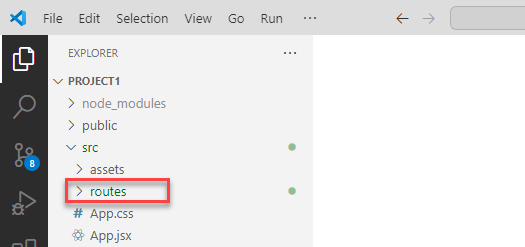 File Edit Selection View Go Run ···
EXPLORER ···
PROJECT1
node_modules
public
src
assets
routes
# App.css
App.jsx
8